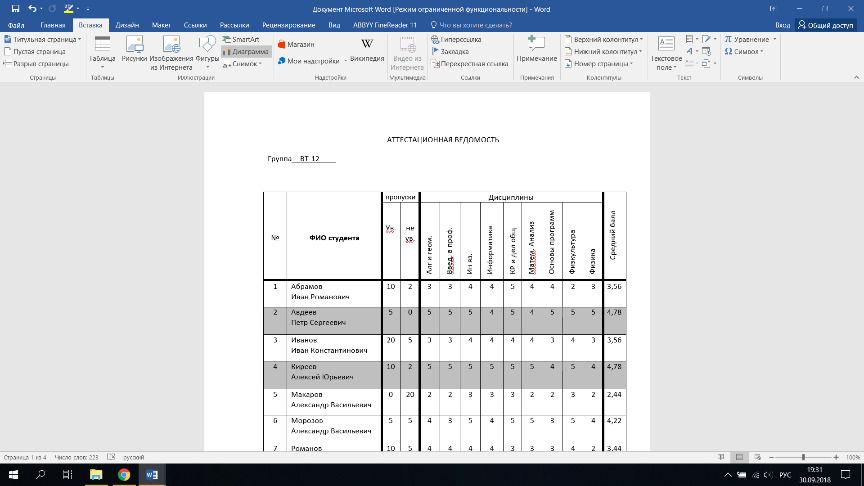 Документ Microsoft Word [Режим ограниченной функциональности] - Word
Файл Главная Вставка Дизайн Макет Ссылки Рассылки Рецензирование Вид ABBYY FineReader 11 Что вы хотите сделать? Вход Общий доступ
Титульная страница
Пустая страница
Разрыв страницы
Страницы
Таблица
Таблицы
Рисунки
Изображения из Интернета
Фигуры
SmartArt
Диаграмма
Снимок
Иллюстрации
Магазин
Мои надстройки
Википедия
Надстройки
Видео из Интернета
Мультимедиа
Гиперссылка
Закладка
Перекрестная ссылка
Ссылки
Примечание
Примечания
Верхний колонтитул
Нижний колонтитул
Номер страницы
Колонтитулы
Текстовое поле
Текст
Уравнение
Символ
Символы
АТТЕСТАЦИОННАЯ ВЕДОМОСТЬ
Группа ВТ 12
№ ФИО студента пропуски Дисциплины Средний балл
Ув. не ув. Алг и геом. Введ. в проф. Ин яз. Информатика КР и дел общ Матем. Анализ Основы программ Физкультура Физика
1 Абрамов 10 2 3 3 4 4 5 4 4 2 3 3,56
Иван Романович
2 Авдеев 5 0 5 5 5 4 5 4 5 5 5 4,78
Петр Сергеевич
3 Иванов 20 5 3 3 4 4 4 4 3 4 3 3,56
Иван Константинович
4 Киреев 10 2 5 5 5 5 5 5 4 5 4 4,78
Алексей Юрьевич
5 Макаров 0 20 2 2 3 3 3 2 2 3 2 2,44
Александр Васильевич
6 Морозов 5 5 4 3 5 4 5 5 3 5 4 4,22
Александр Васильевич
7 Романов 10 5 4 4 4 4 3 3 3 4 2 3,44
Страница 1 из 4 Число слов: 223 русский 100%
РУС 19:31
30.09.2018